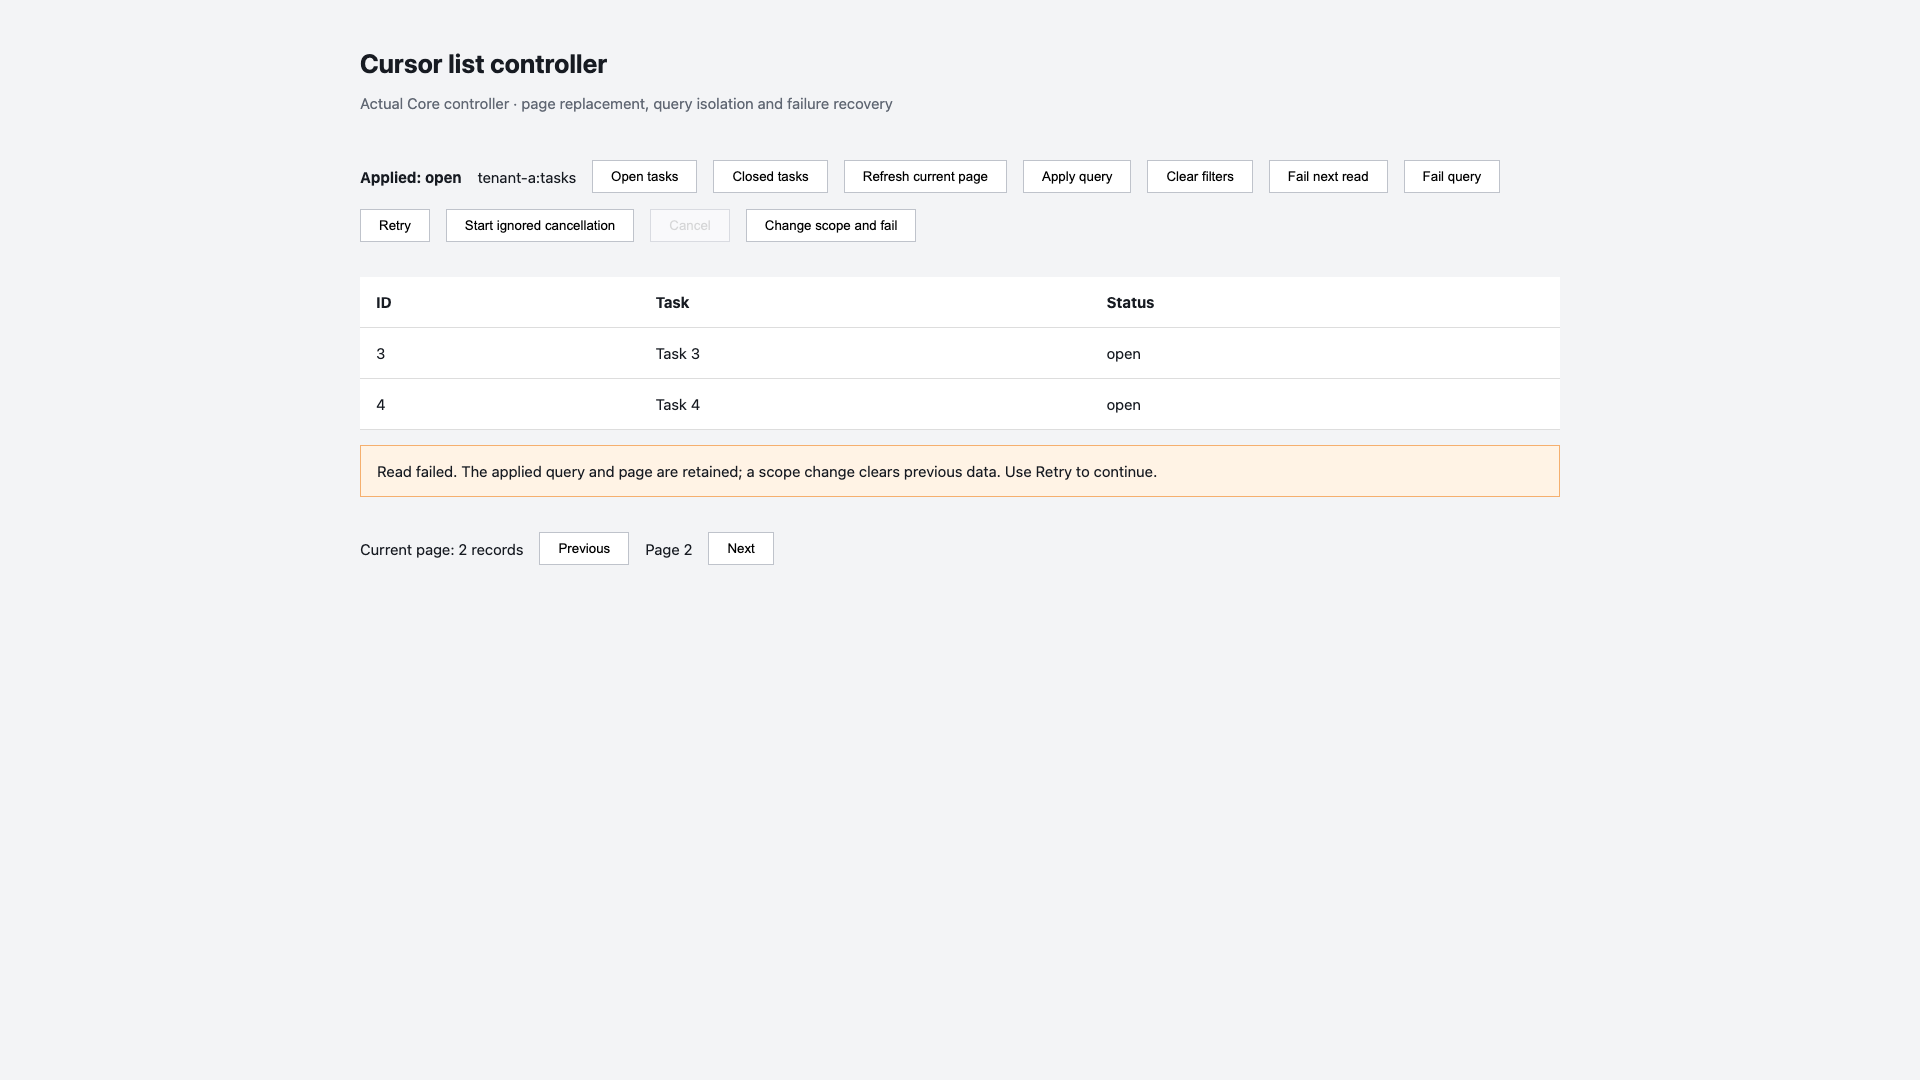 Cursor list controller
Actual Core controller · page replacement, query isolation and failure recovery
Applied: open tenant-a:tasks Open tasks Closed tasks Refresh current page Apply query Clear filters Fail next read Fail query
Retry Start ignored cancellation Cancel Change scope and fail
ID Task Status
3 Task 3 open
4 Task 4 open
Read failed. The applied query and page are retained; a scope change clears previous data. Use Retry to continue.
Current page: 2 records Previous Page 2 Next